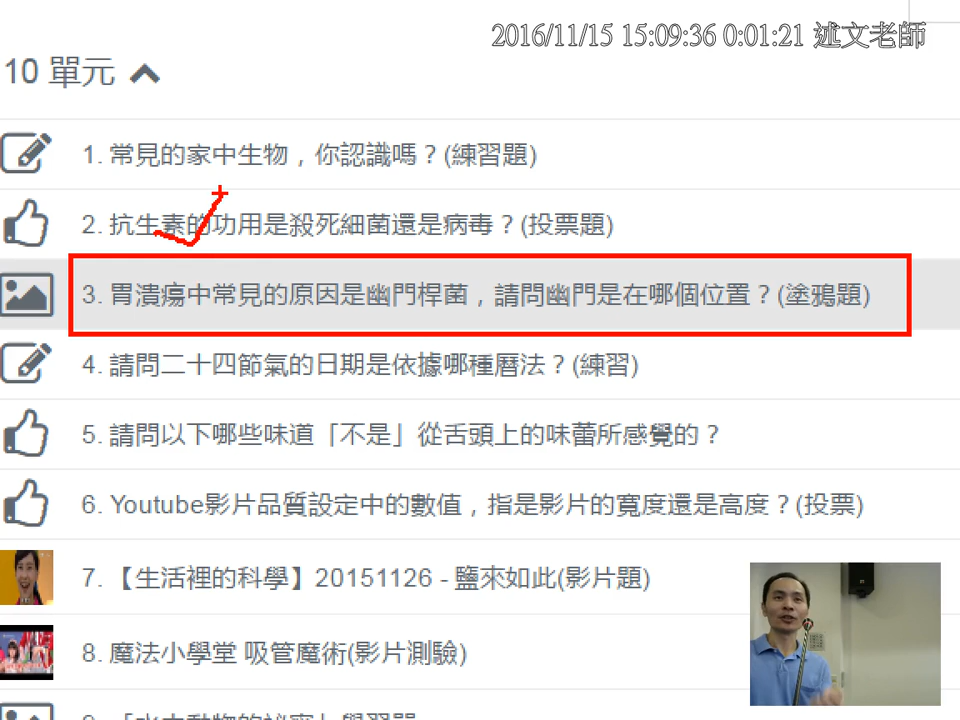 2016/11/15 15:09:36 0:01:21 述文老師
10 單元
1. 常見的家中生物，你認識嗎？(練習題)
2. 抗生素的功用是殺死細菌還是病毒？(投票題)
3. 胃潰瘍中常見的原因是幽門桿菌，請問幽門是在哪個位置？(塗鴉題)
4. 請問二十四節氣的日期是依據哪種曆法？(練習)
5. 請問以下哪些味道「不是」從舌頭上的味蕾所感覺的？
6. Youtube影片品質設定中的數值，指是影片的寬度還是高度？(投票)
7. 【生活裡的科學】20151126 - 鹽來如此(影片題)
8. 魔法小學堂 吸管魔術(影片測驗)